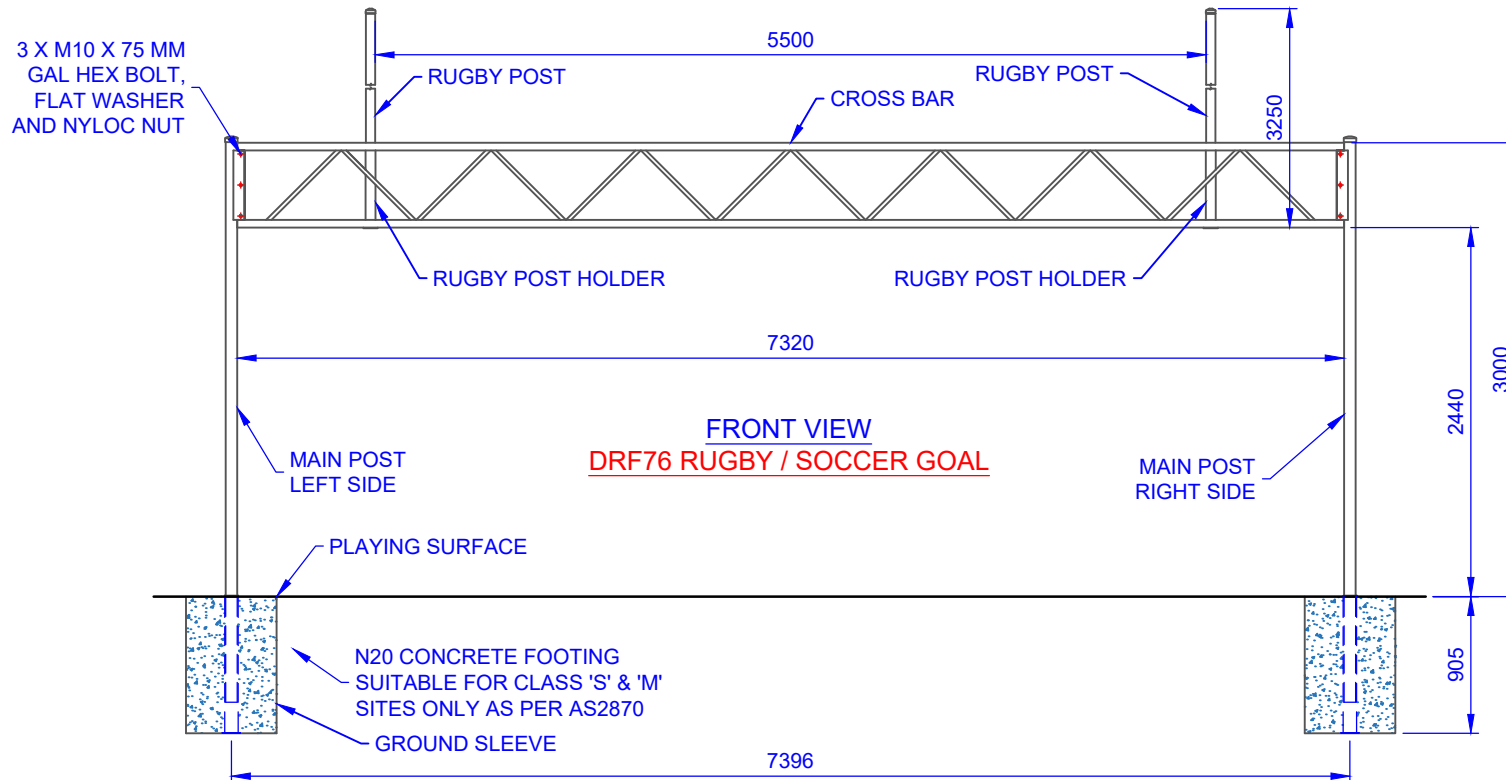 3 X M10 X 75 MM
GAL HEX BOLT,
FLAT WASHER
AND NYLOC NUT
RUGBY POST
5500
RUGBY POST
CROSS BAR
3250
RUGBY POST HOLDER
RUGBY POST HOLDER
7320
3000
2440
FRONT VIEW
DRF76 RUGBY / SOCCER GOAL
MAIN POST
LEFT SIDE
MAIN POST
RIGHT SIDE
PLAYING SURFACE
N20 CONCRETE FOOTING
SUITABLE FOR CLASS 'S' & 'M'
SITES ONLY AS PER AS2870
GROUND SLEEVE
905
7396